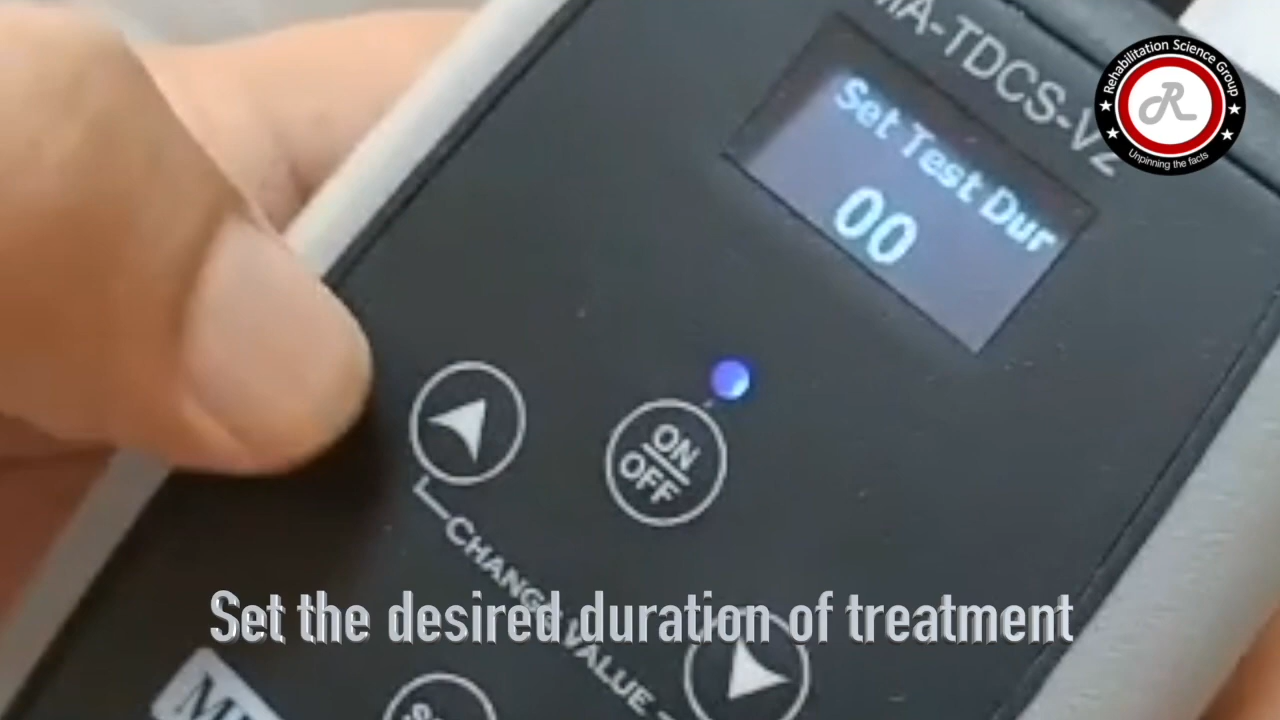 MA-TDCS-V2
Rehabilitation Science Group
R
Unpinning the facts
Set Test Dur
00
ON
OFF
CHANGE VALUE
Set the desired duration of treatment